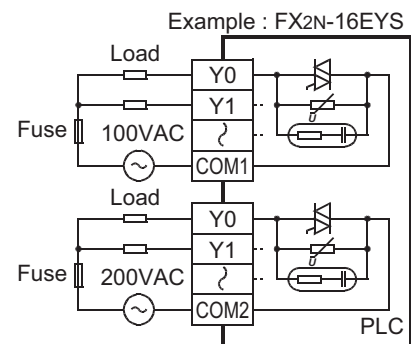 Example : FX2N-16EYS
Load
Y0
Y1
Fuse
100VAC
COM1
U
Load
Y0
Y1
Fuse
200VAC
COM2
U
PLC